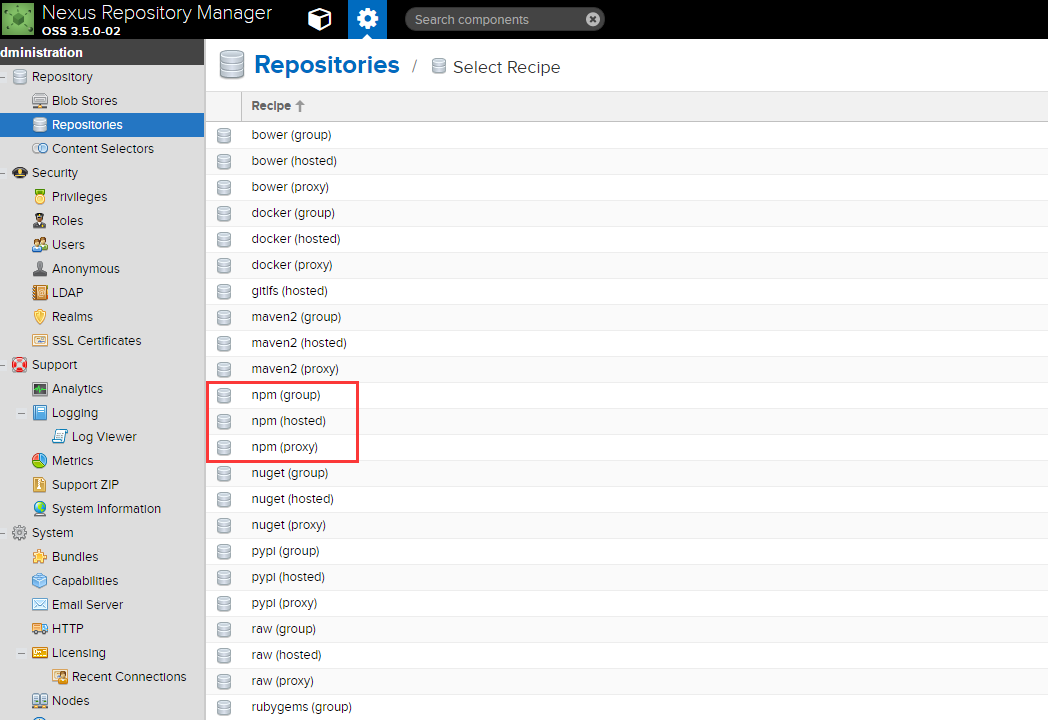 Nexus Repository Manager
OSS 3.5.0-02
Search components
dministration
Repository
Blob Stores
Repositories
Content Selectors
Security
Privileges
Roles
Users
Anonymous
LDAP
Realms
SSL Certificates
Support
Analytics
Logging
Log Viewer
Metrics
Support ZIP
System Information
System
Bundles
Capabilities
Email Server
HTTP
Licensing
Recent Connections
Nodes
Repositories / Select Recipe
Recipe
bower (group)
bower (hosted)
bower (proxy)
docker (group)
docker (hosted)
docker (proxy)
gitlfs (hosted)
maven2 (group)
maven2 (hosted)
maven2 (proxy)
npm (group)
npm (hosted)
npm (proxy)
nuget (group)
nuget (hosted)
nuget (proxy)
pypi (group)
pypi (hosted)
pypi (proxy)
raw (group)
raw (hosted)
raw (proxy)
rubygems (group)